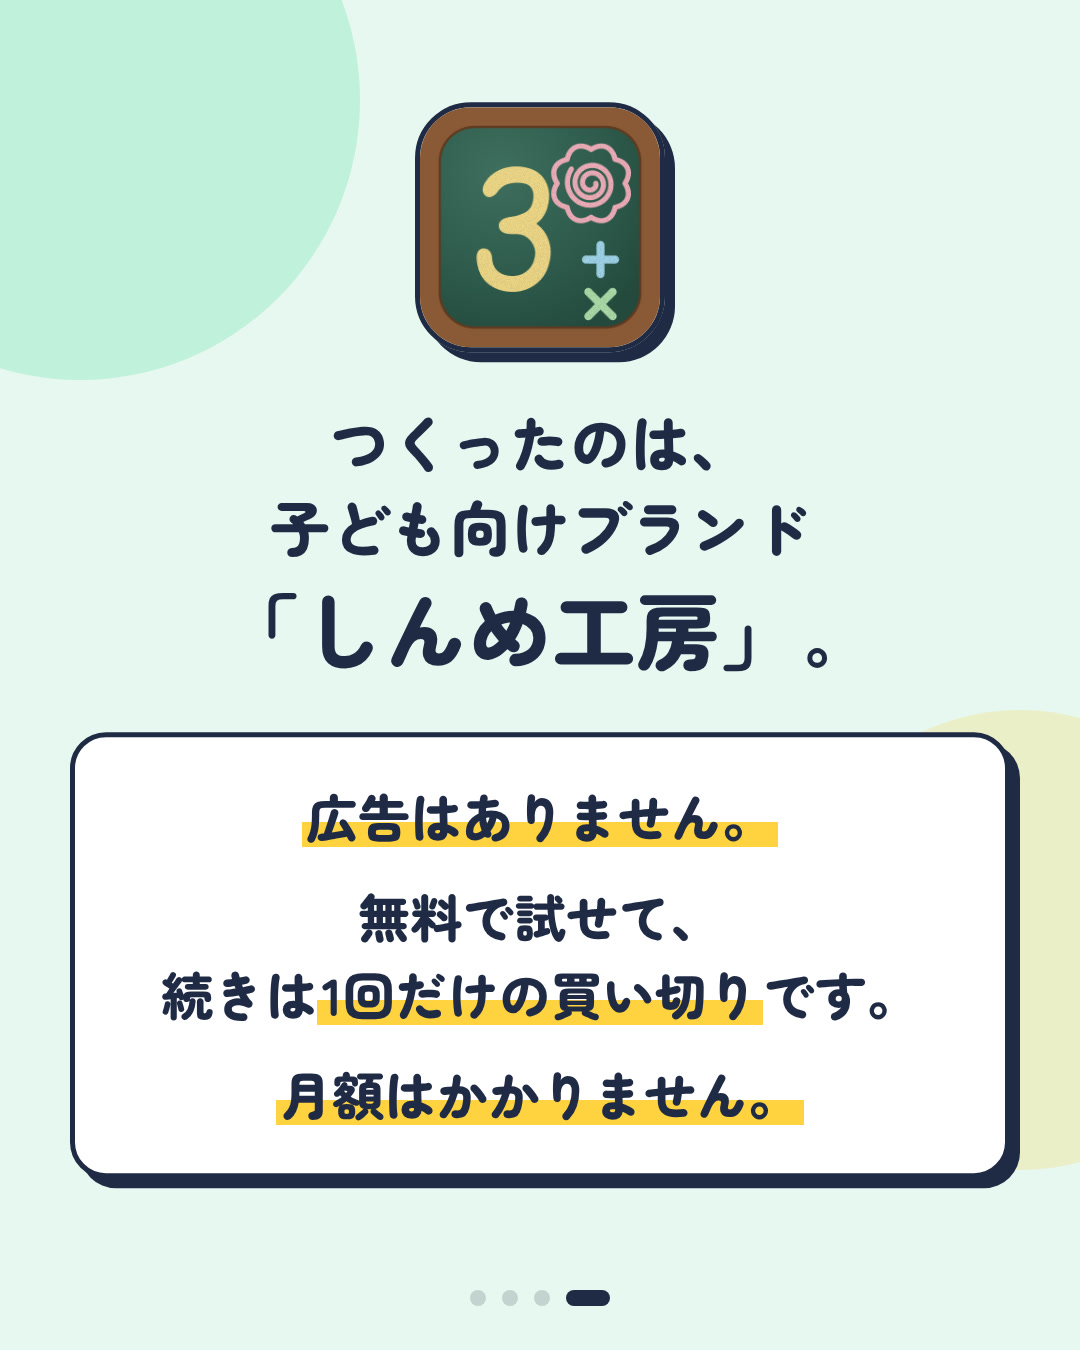 3
+
×
つくったのは、
子ども向けブランド
「しんめ工房」。
広告はありません。
無料で試せて、
続きは1回だけの買い切りです。
月額はかかりません。